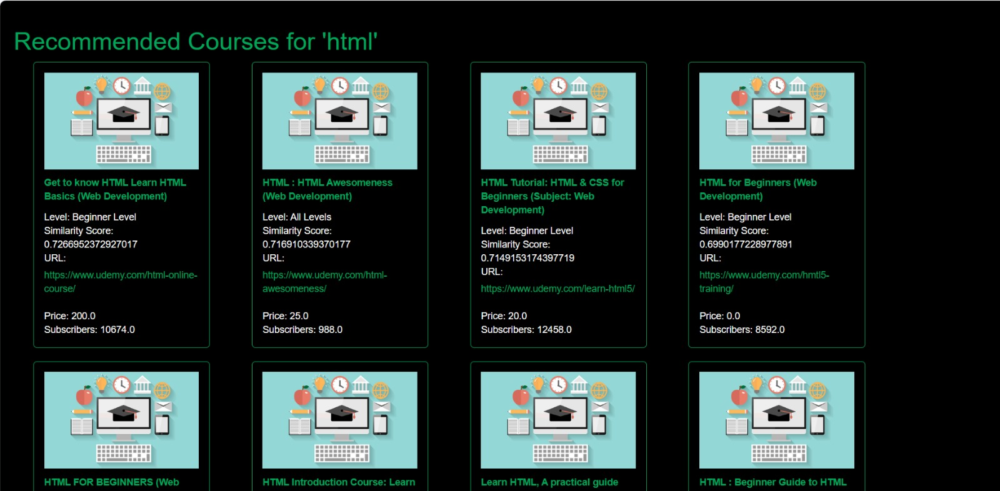 Recommended Courses for 'html'
Get to know HTML Learn HTML
Basics (Web Development)
Level: Beginner Level
Similarity Score:
0.7266952372927017
URL:
https://www.udemy.com/html-online-
course/
Price: 200.0
Subscribers: 10674.0
HTML : HTML Awesomeness
(Web Development)
Level: All Levels
Similarity Score:
0.716910339370177
URL:
https://www.udemy.com/html-
awesomeness/
Price: 25.0
Subscribers: 988.0
HTML Tutorial: HTML & CSS for
Beginners (Subject: Web
Development)
Level: Beginner Level
Similarity Score:
0.7149153174397719
URL:
https://www.udemy.com/learn-html5/
Price: 20.0
Subscribers: 12458.0
HTML for Beginners (Web
Development)
Level: Beginner Level
Similarity Score:
0.6990177228977891
URL:
https://www.udemy.com/hmtl5-
training/
Price: 0.0
Subscribers: 8592.0
HTML FOR BEGINNERS (Web
HTML Introduction Course: Learn
Learn HTML, A practical guide
HTML : Beginner Guide to HTML